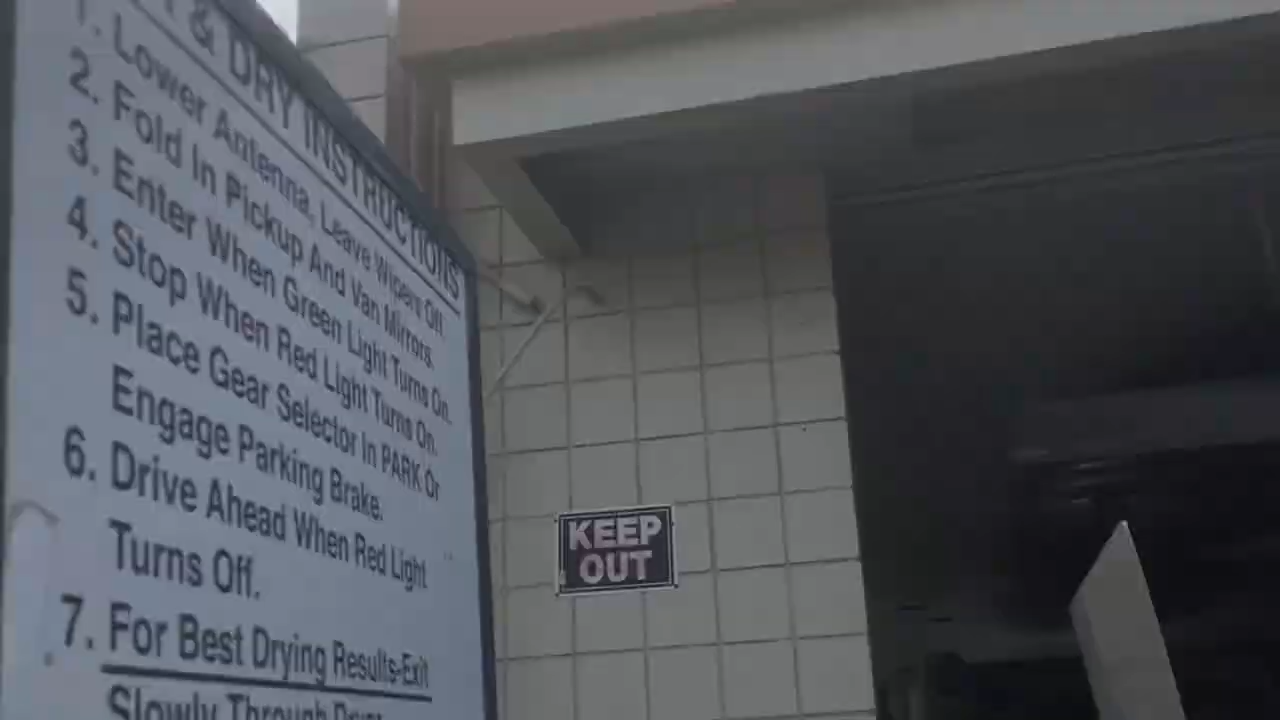 & DRY INSTRUCTIONS
1. Lower Antenna, Leave Wipers Off.
2. Fold In Pickup And Van Mirrors.
3. Enter When Green Light Turns On.
4. Stop When Red Light Turns On.
5. Place Gear Selector In PARK Or
Engage Parking Brake.
6. Drive Ahead When Red Light
Turns Off.
7. For Best Drying Results-Exit
Slowly Through
KEEP
OUT